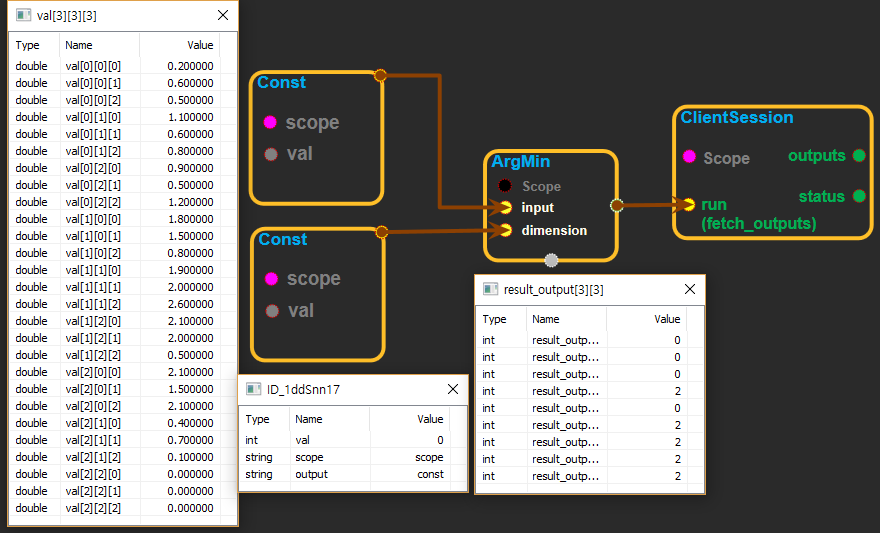 val[3][3][3]
Type Name Value
double val[0][0][0] 0.200000
double val[0][0][1] 0.600000
double val[0][0][2] 0.500000
double val[0][1][0] 1.100000
double val[0][1][1] 0.600000
double val[0][1][2] 0.800000
double val[0][2][0] 0.900000
double val[0][2][1] 0.500000
double val[0][2][2] 1.200000
double val[1][0][0] 1.800000
double val[1][0][1] 1.500000
double val[1][0][2] 0.800000
double val[1][1][0] 1.900000
double val[1][1][1] 2.000000
double val[1][1][2] 2.600000
double val[1][2][0] 2.100000
double val[1][2][1] 2.000000
double val[1][2][2] 0.500000
double val[2][0][0] 2.100000
double val[2][0][1] 1.500000
double val[2][0][2] 2.100000
double val[2][1][0] 0.400000
double val[2][1][1] 0.700000
double val[2][1][2] 0.100000
double val[2][2][0] 0.000000
double val[2][2][1] 0.000000
double val[2][2][2] 0.000000
Const
scope
val
Const
scope
val
ArgMin
Scope
input
dimension
ClientSession
Scope
outputs
status
run
(fetch_outputs)
ID_1ddSnn17
Type Name Value
int val 0
string scope scope
string output const
result_output[3][3]
Type Name Value
int result_outp... 0
int result_outp... 0
int result_outp... 0
int result_outp... 2
int result_outp... 0
int result_outp... 2
int result_outp... 2
int result_outp... 2
int result_outp... 2